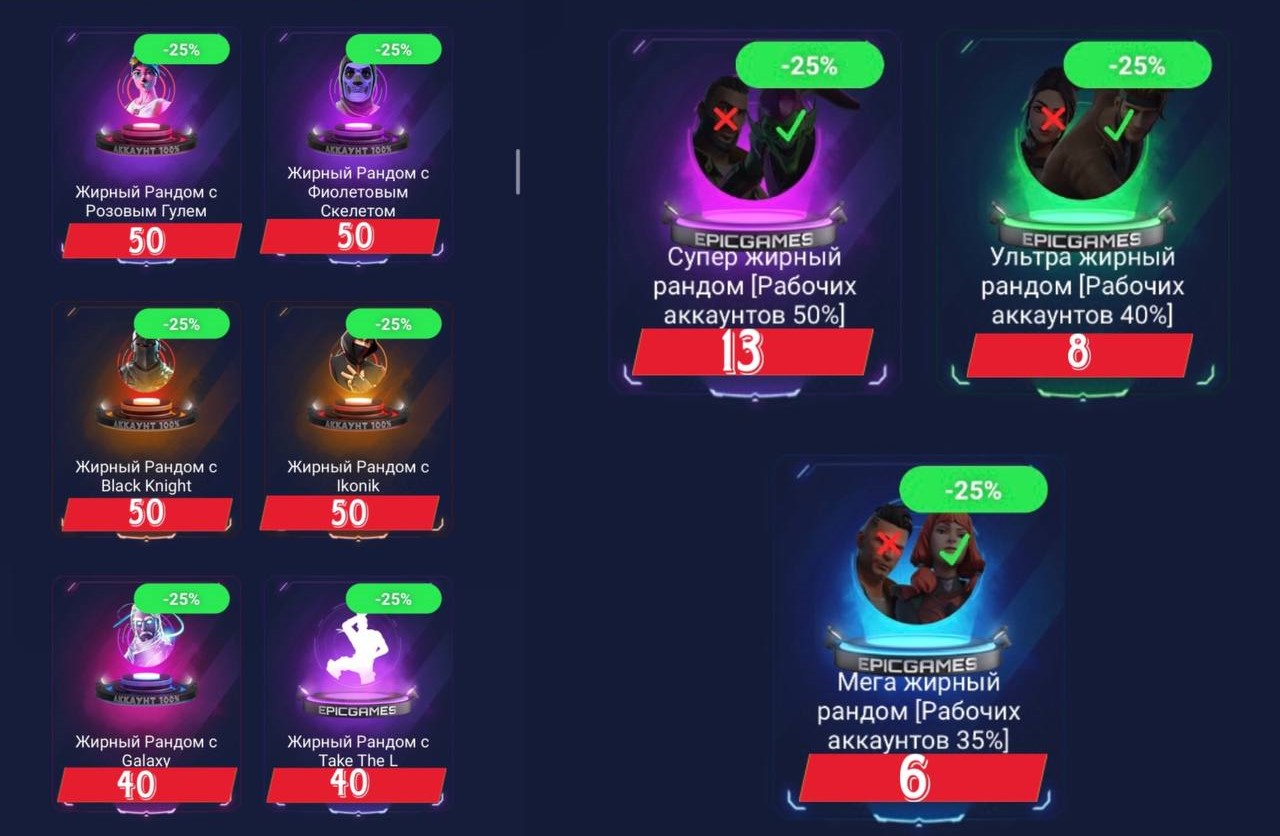 -25%
АККАУНТ 100%
Жирный Рандом с
Розовым Гулем
50
-25%
АККАУНТ 100%
Жирный Рандом с
Фиолетовым
Скелетом
50
-25%
АККАУНТ 100%
Жирный Рандом с
Black Knight
50
-25%
АККАУНТ 100%
Жирный Рандом с
Ikonik
50
-25%
АККАУНТ 100%
Жирный Рандом с
Galaxy
40
-25%
EPICGAMES
Жирный Рандом с
Take The L
40
-25%
EPICGAMES
Супер жирный
рандом [Рабочих
аккаунтов 50%]
13
-25%
EPICGAMES
Ультра жирный
рандом [Рабочих
аккаунтов 40%]
8
-25%
EPICGAMES
Мега жирный
рандом [Рабочих
аккаунтов 35%]
6